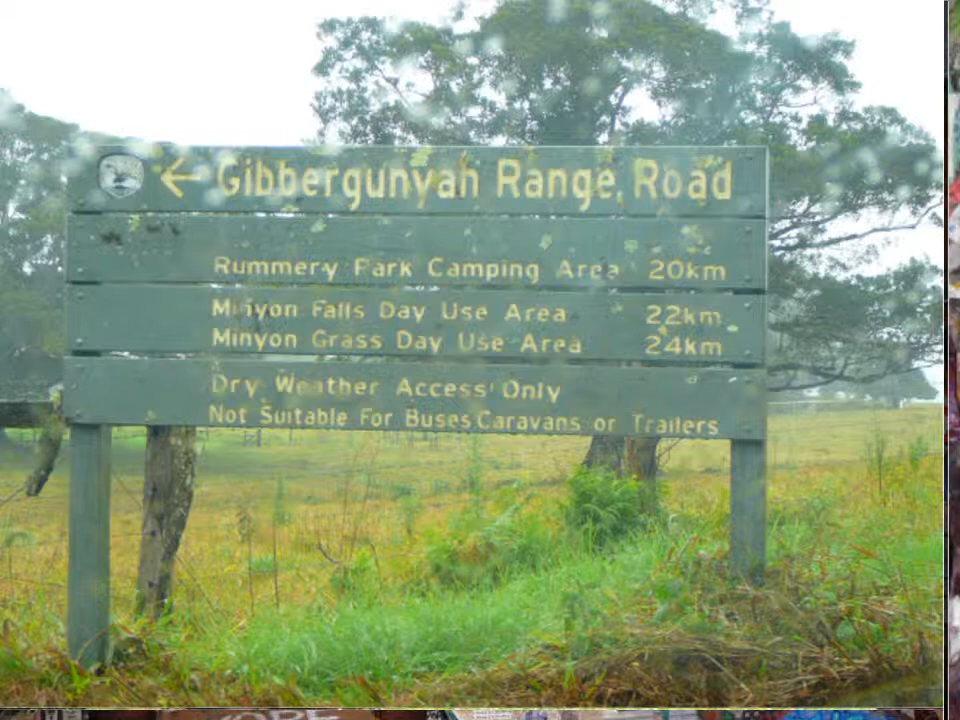 ← Gibbergunyah Range Road
Rummery Park Camping Area 20km
Minyon Falls Day Use Area 22km
Minyon Grass Day Use Area 24km
Dry Weather Access Only
Not Suitable For Buses Caravans or Trailers